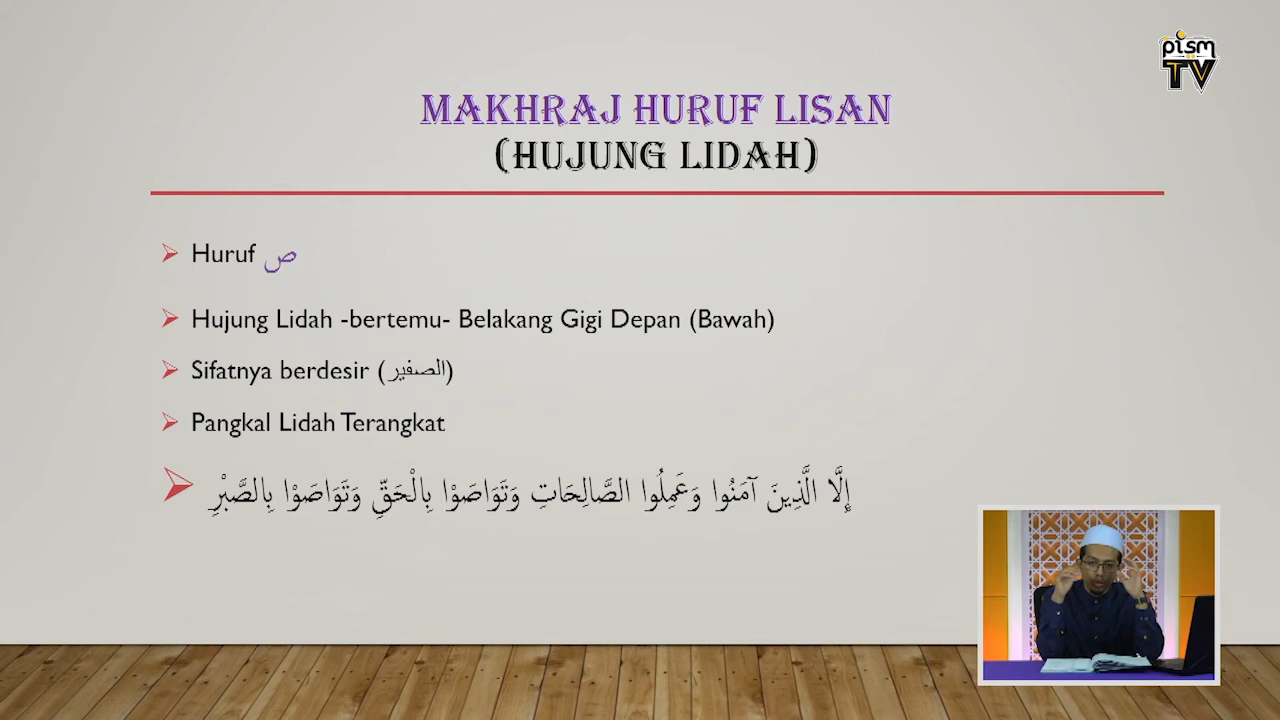 pism
TV
MAKHRAJ HURUF LISAN
(HUJUNG LIDAH)
Huruf ص
Hujung Lidah -bertemu- Belakang Gigi Depan (Bawah)
Sifatnya berdesir (الصفير)
Pangkal Lidah Terangkat
إِلَّا الَّذِينَ آمَنُوا وَعَمِلُوا الصَّالِحَاتِ وَتَوَاصَوْا بِالْحَقِّ وَتَوَاصَوْا بِالصَّبْرِ